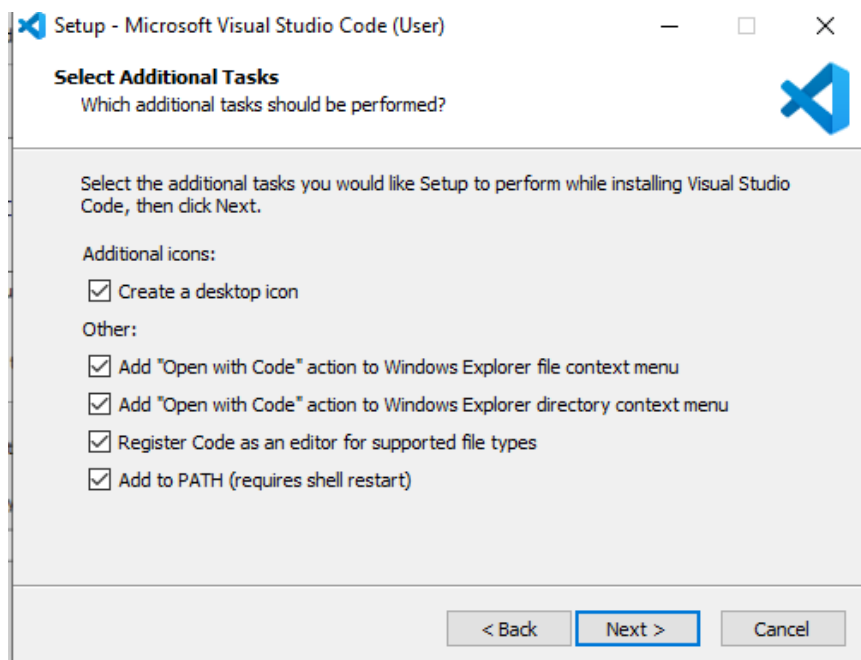 Setup - Microsoft Visual Studio Code (User)
Select Additional Tasks
Which additional tasks should be performed?
Select the additional tasks you would like Setup to perform while installing Visual Studio
Code, then click Next.
Additional icons:
Create a desktop icon
Other:
Add "Open with Code" action to Windows Explorer file context menu
Add "Open with Code" action to Windows Explorer directory context menu
Register Code as an editor for supported file types
Add to PATH (requires shell restart)
< Back Next > Cancel